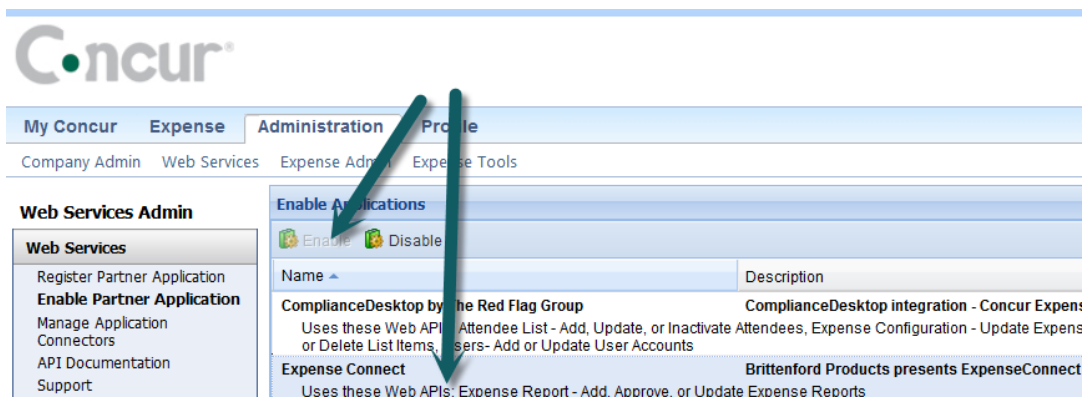 Concur®
My Concur Expense Administration Profile
Company Admin Web Services Expense Admin Expense Tools
Web Services Admin
Web Services
Register Partner Application
Enable Partner Application
Manage Application
Connectors
API Documentation
Support
Enable Applications
Enable Disable
Name Description
ComplianceDesktop by The Red Flag Group ComplianceDesktop integration - Concur Expens
Uses these Web APIs: Attendee List - Add, Update, or Inactivate Attendees, Expense Configuration - Update Expens
or Delete List Items, Users- Add or Update User Accounts
Expense Connect Brittenford Products presents ExpenseConnect
Uses these Web APIs: Expense Report - Add, Approve, or Update Expense Reports